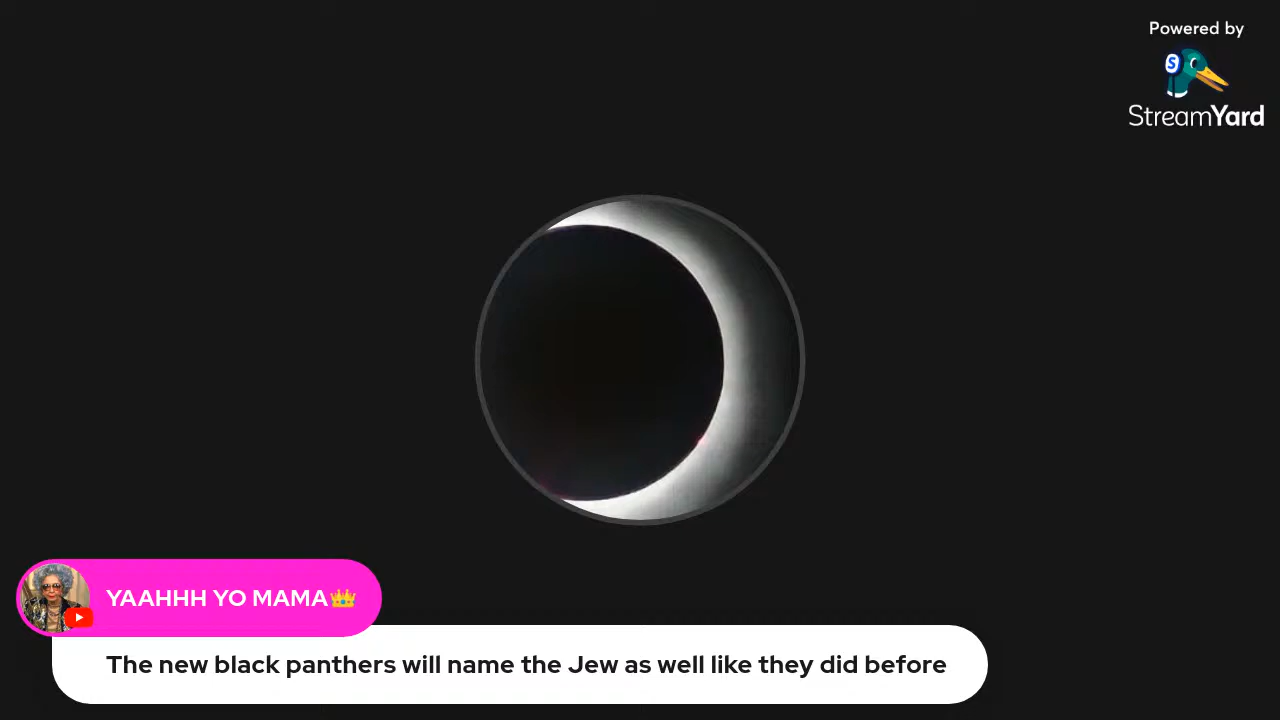 Powered by
S
StreamYard
YAAHHH YO MAMA👑
The new black panthers will name the Jew as well like they did before